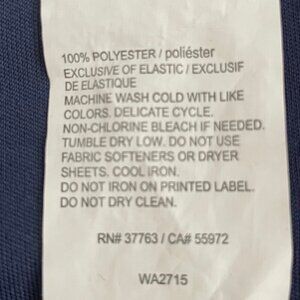 100% POLYESTER / poliéster
EXCLUSIVE OF ELASTIC / EXCLUSIF
DE ELASTIQUE
MACHINE WASH COLD WITH LIKE
COLORS. DELICATE CYCLE.
NON-CHLORINE BLEACH IF NEEDED.
TUMBLE DRY LOW. DO NOT USE
FABRIC SOFTENERS OR DRYER
SHEETS. COOL IRON.
DO NOT IRON ON PRINTED LABEL.
DO NOT DRY CLEAN.
RN# 37763 / CA# 55972
WA2715